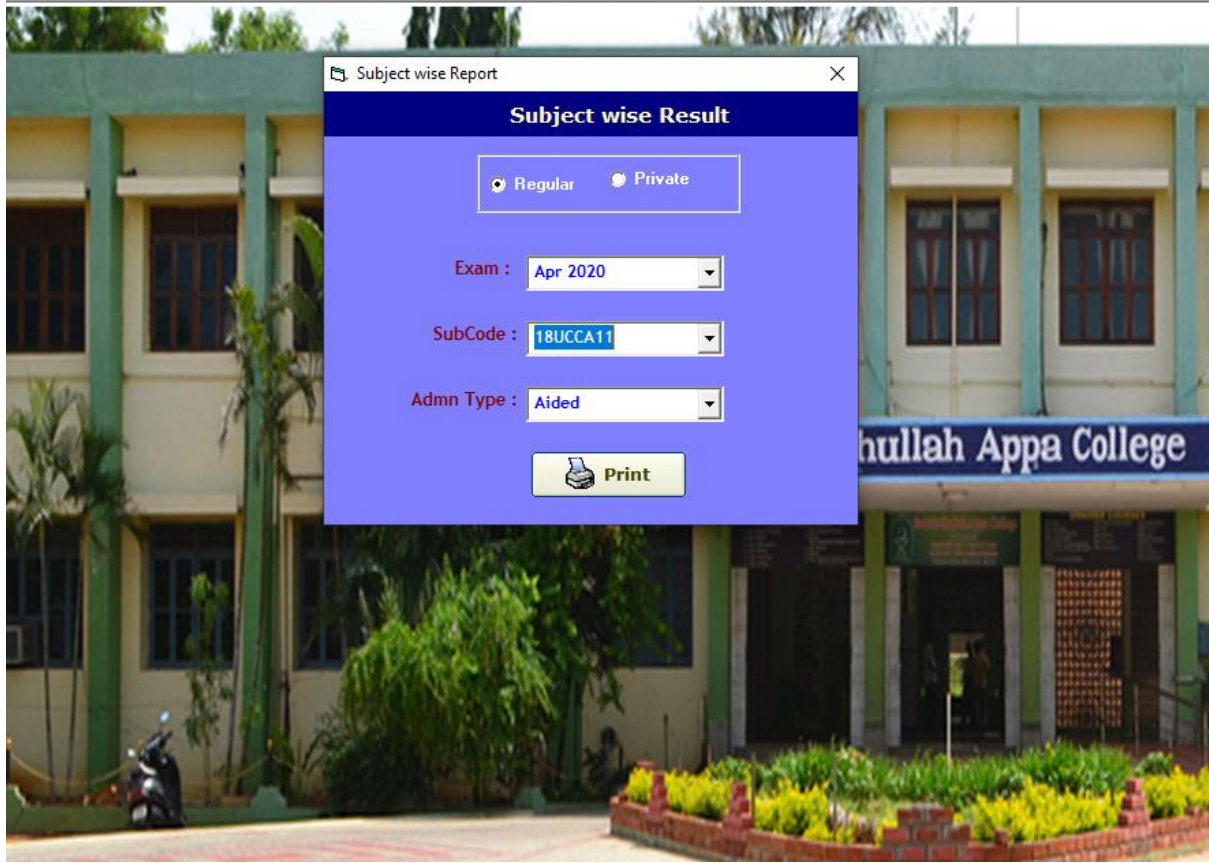 Subject wise Report
Subject wise Result
Regular Private
Exam : Apr 2020
SubCode : 18UCCA11
Admn Type : Aided
Print
hullah Appa College